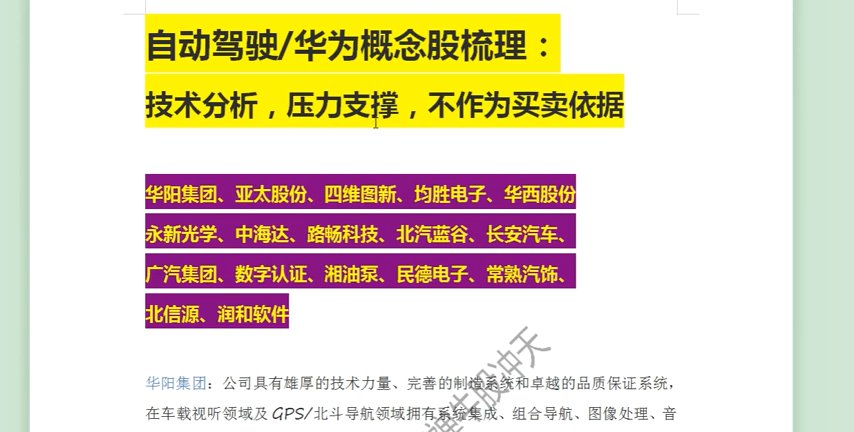 自动驾驶/华为概念股梳理：
技术分析，压力支撑，不作为买卖依据
华阳集团、亚太股份、四维图新、均胜电子、华西股份
永新光学、中海达、路畅科技、北汽蓝谷、长安汽车、
广汽集团、数字认证、湘油泵、民德电子、常熟汽饰、
北信源、润和软件
华阳集团：公司具有雄厚的技术力量、完善的制造系统和卓越的品质保证系统，
在车载视听领域及 GPS/北斗导航领域拥有系统集成、组合导航、图像处理、音
牛股冲天